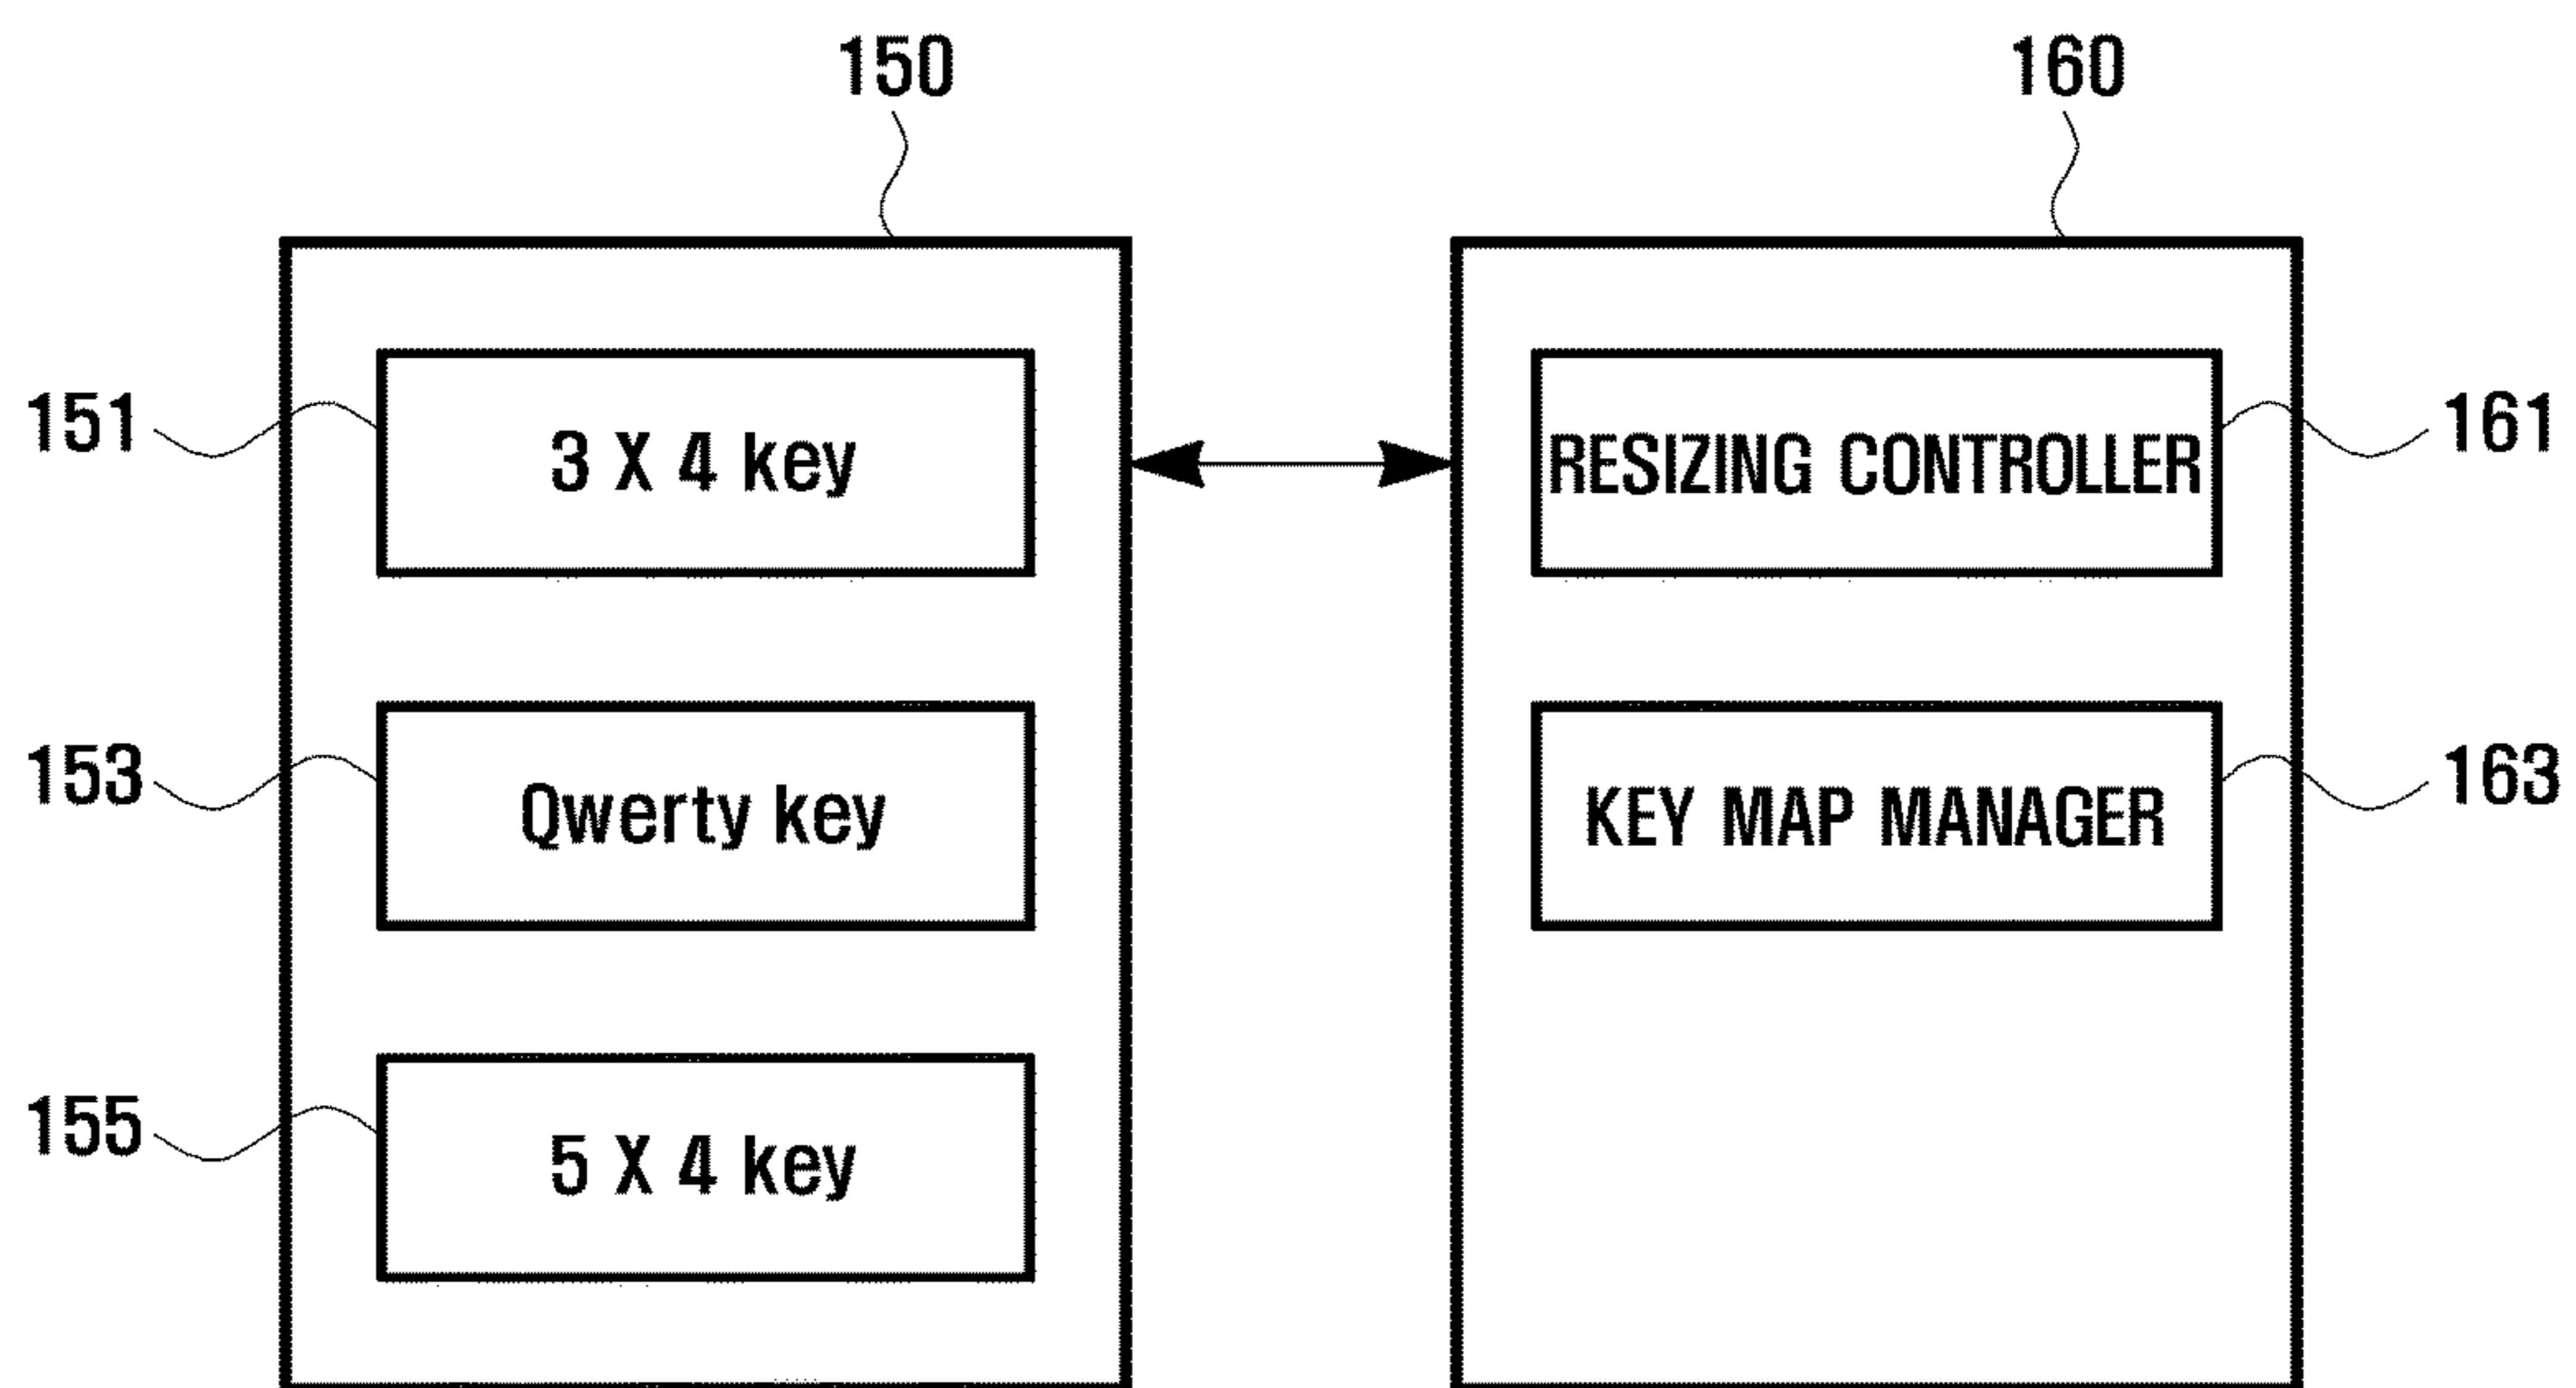 150
160
151
3 X 4 key
RESIZING CONTROLLER
161
153
Qwerty key
KEY MAP MANAGER
163
155
5 X 4 key